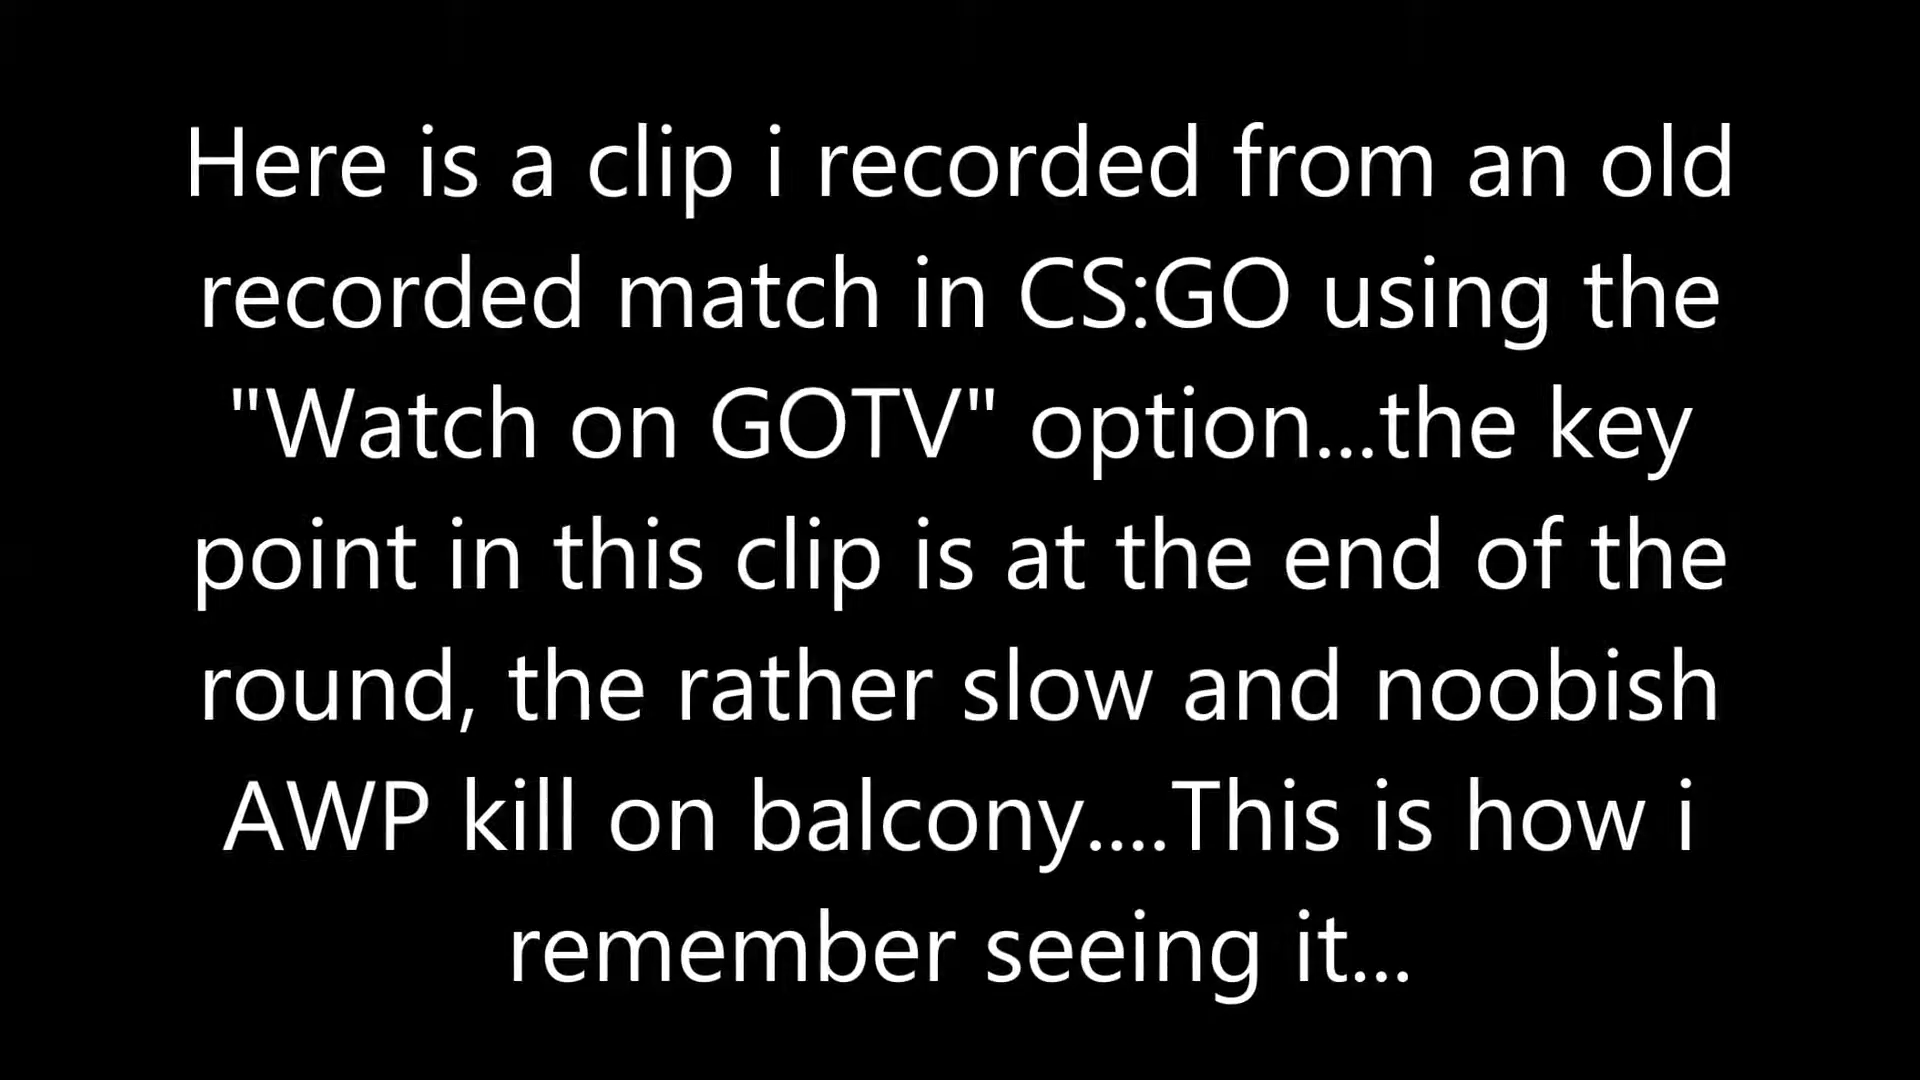 Here is a clip i recorded from an old
recorded match in CS:GO using the
"Watch on GOTV" option...the key
point in this clip is at the end of the
round, the rather slow and noobish
AWP kill on balcony....This is how i
remember seeing it...